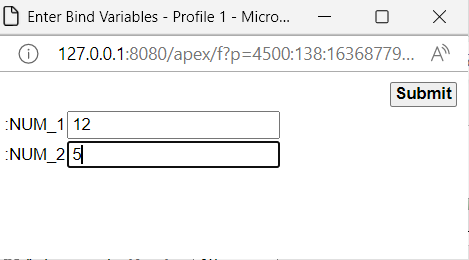 Enter Bind Variables - Profile 1 - Micro...
127.0.0.1:8080/apex/f?p=4500:138:16368779...
Submit
:NUM_1 12
:NUM_2 5